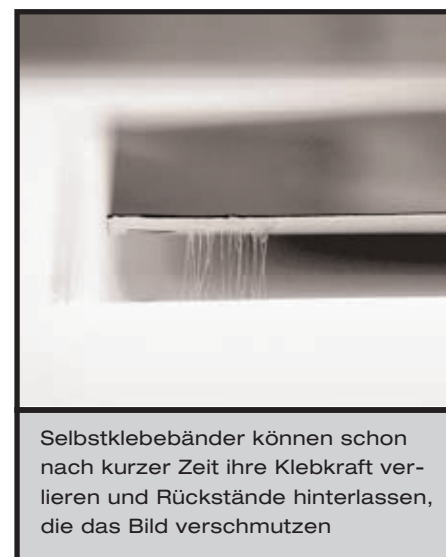 Selbstklebebänder können schon
nach kurzer Zeit ihre Klebkraft ver-
lieren und Rückstände hinterlassen,
die das Bild verschmutzen